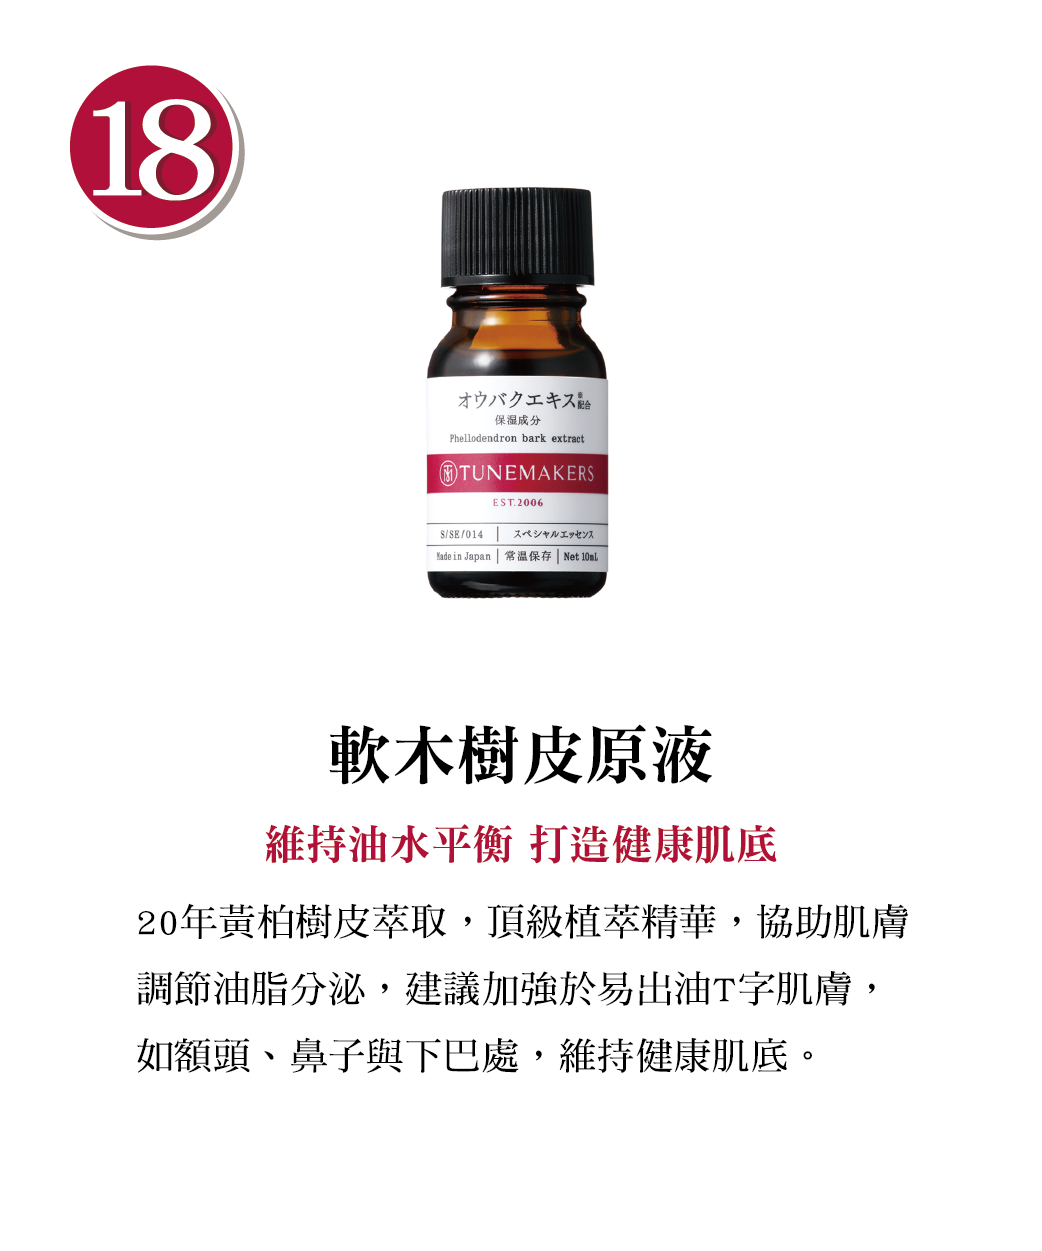 18
オウバクエキス※配合
保湿成分
Phellodendron bark extract
TUNEMAKERS
EST.2006
S/SE/014 スペシャルエッセンス
Made in Japan 常温保存 Net 10mL
軟木樹皮原液
維持油水平衡 打造健康肌底
20年黃柏樹皮萃取，頂級植萃精華，協助肌膚
調節油脂分泌，建議加強於易出油T字肌膚，
如額頭、鼻子與下巴處，維持健康肌底。